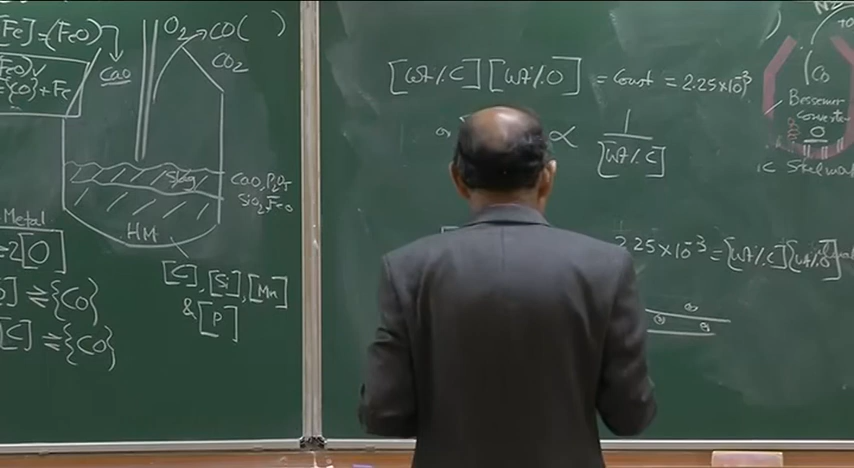 [Fe] = (FeO)
FeO
{CO} + Fe
CaO
O2 → CO ( )
CO2
Slag
CaO, P2O5
SiO2, FeO
HM
[C], [Si], [Mn]
& [P]
Metal
2[O]
⇌ {CO}
[C] ⇌ {CO}
[wt% C] [wt% O] = Const = 2.25×10⁻³
∝ 1
[wt% C]
2.25×10⁻³ = [wt% C] [wt% O]
N2
Co
Bessemer
Converter
O